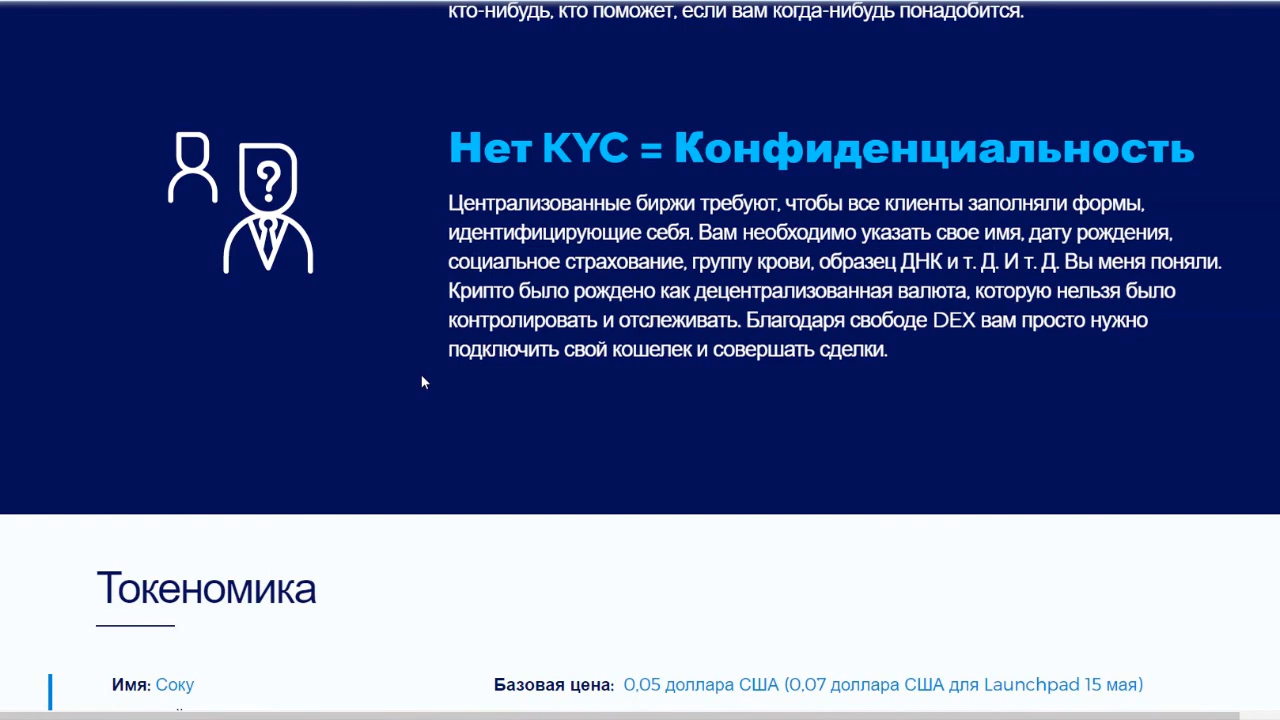 кто-нибудь, кто поможет, если вам когда-нибудь понадобится.
Нет KYC = Конфиденциальность
Централизованные биржи требуют, чтобы все клиенты заполняли формы,
идентифицирующие себя. Вам необходимо указать свое имя, дату рождения,
социальное страхование, группу крови, образец ДНК и т. Д. И т. Д. Вы меня поняли.
Крипто было рождено как децентрализованная валюта, которую нельзя было
контролировать и отслеживать. Благодаря свободе DEX вам просто нужно
подключить свой кошелек и совершать сделки.
?
Токеномика
Имя: Соку
Базовая цена: 0,05 доллара США (0,07 доллара США для Launchpad 15 мая)